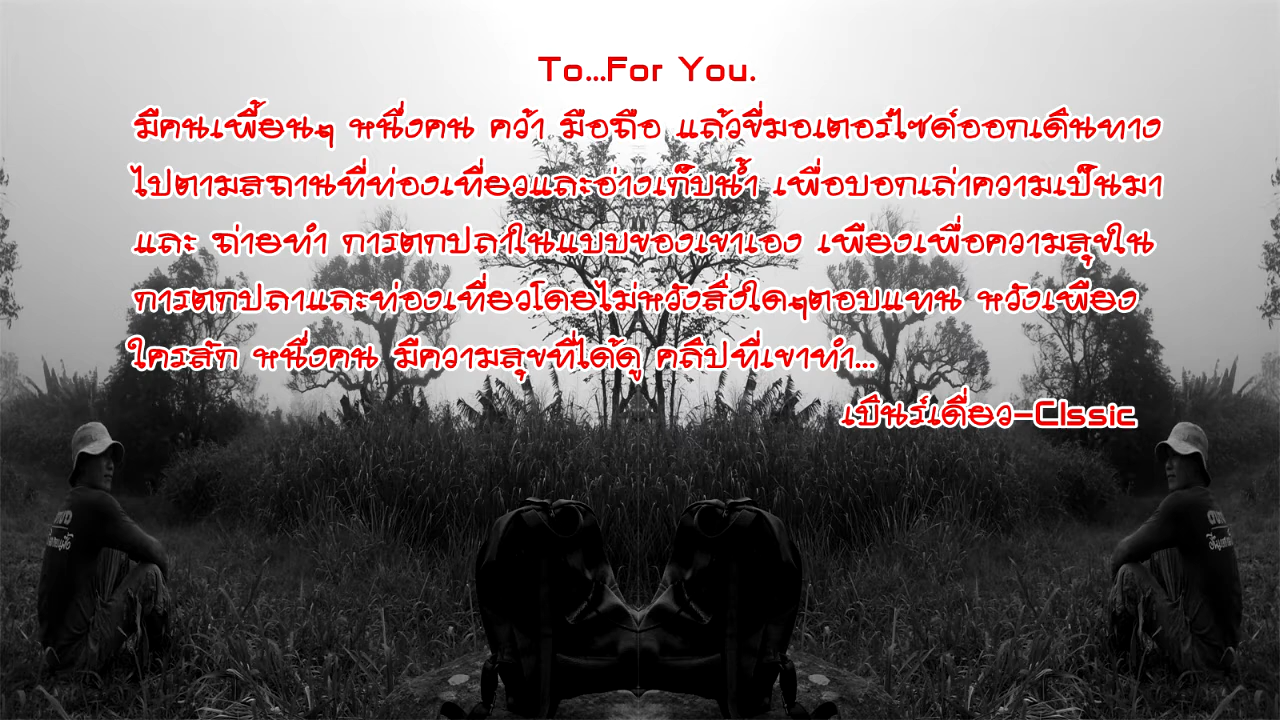 To...For You.
มีคนเพี้ยนๆ หนึ่งคน คว้า มือถือ แล้วขี่มอเตอร์ไซด์ออกเดินทาง
ไปตามสถานที่ท่องเที่ยวและอ่างเก็บน้ำ เพื่อบอกเล่าความเป็นมา
และ ถ่ายทำ การตกปลาในแบบของเขาเอง เพียงเพื่อความสุขใน
การตกปลาและท่องเที่ยวโดยไม่หวังสิ่งใดๆตอบแทน หวังเพียง
ใครสัก หนึ่งคน มีความสุขที่ได้ดู คลิปที่เขาทำ...
เบิ้นร์เดี่ยว-Clssic